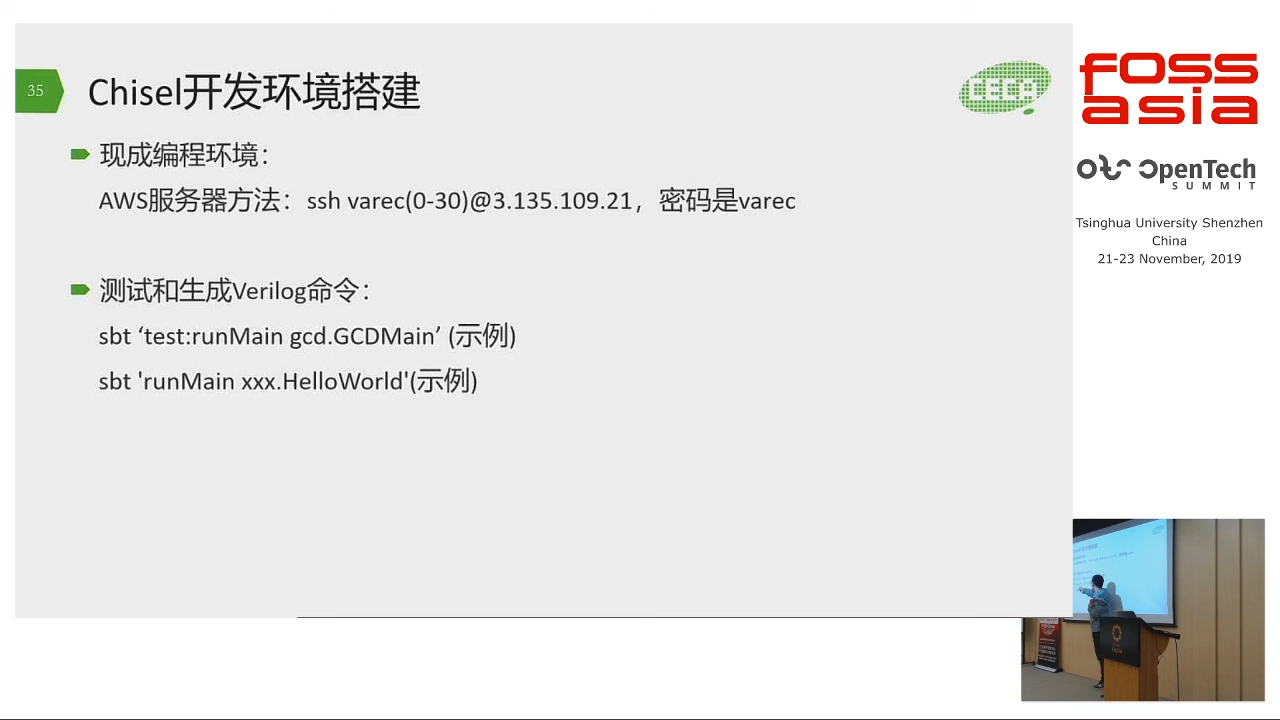 35
Chisel开发环境搭建
现成编程环境：
AWS服务器方法：ssh varec(0-30)@3.135.109.21，密码是varec
测试和生成Verilog命令：
sbt ‘test:runMain gcd.GCDMain’ (示例)
sbt 'runMain xxx.HelloWorld'(示例)
FOSS
asia
OpenTech
SUMMIT
Tsinghua University Shenzhen
China
21-23 November, 2019